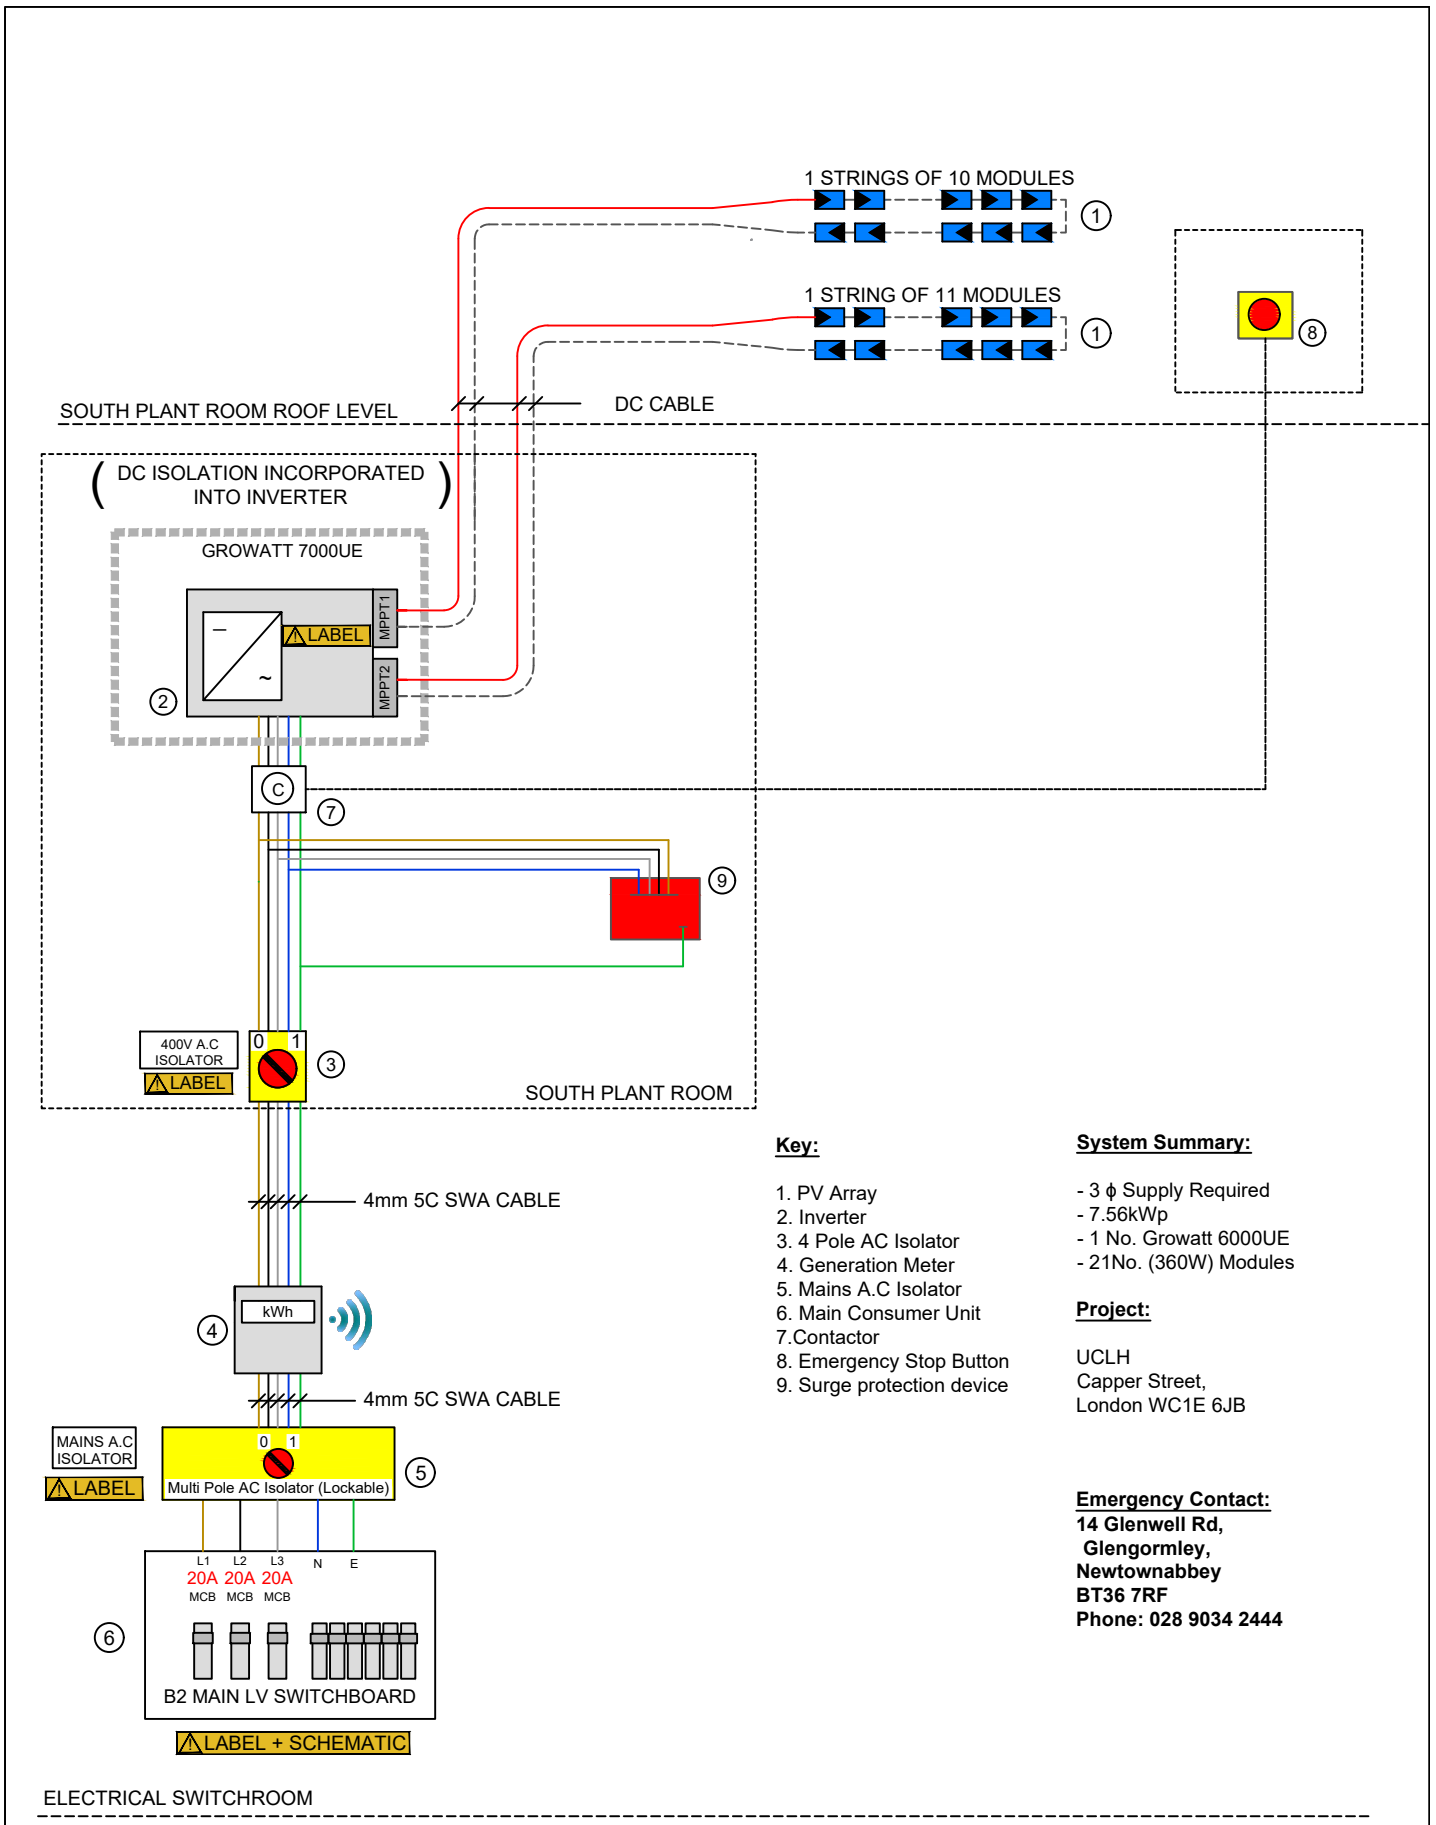 1 STRINGS OF 10 MODULES
1
1 STRING OF 11 MODULES
1
8
SOUTH PLANT ROOM ROOF LEVEL
DC CABLE
( DC ISOLATION INCORPORATED
INTO INVERTER )
GROWATT 7000UE
MPPT1
LABEL
MPPT2
~
2
C
7
9
400V A.C
ISOLATOR
LABEL
0 1
3
SOUTH PLANT ROOM
4mm 5C SWA CABLE
kWh
4
4mm 5C SWA CABLE
MAINS A.C
ISOLATOR
LABEL
0 1
Multi Pole AC Isolator (Lockable)
5
L1 L2 L3 N E
20A 20A 20A
MCB MCB MCB
6
B2 MAIN LV SWITCHBOARD
LABEL + SCHEMATIC
ELECTRICAL SWITCHROOM
Key:
1. PV Array
2. Inverter
3. 4 Pole AC Isolator
4. Generation Meter
5. Mains A.C Isolator
6. Main Consumer Unit
7.Contactor
8. Emergency Stop Button
9. Surge protection device
System Summary:
- 3 ϕ Supply Required
- 7.56kWp
- 1 No. Growatt 6000UE
- 21No. (360W) Modules
Project:
UCLH
Capper Street,
London WC1E 6JB
Emergency Contact:
14 Glenwell Rd,
Glengormley,
Newtownabbey
BT36 7RF
Phone: 028 9034 2444